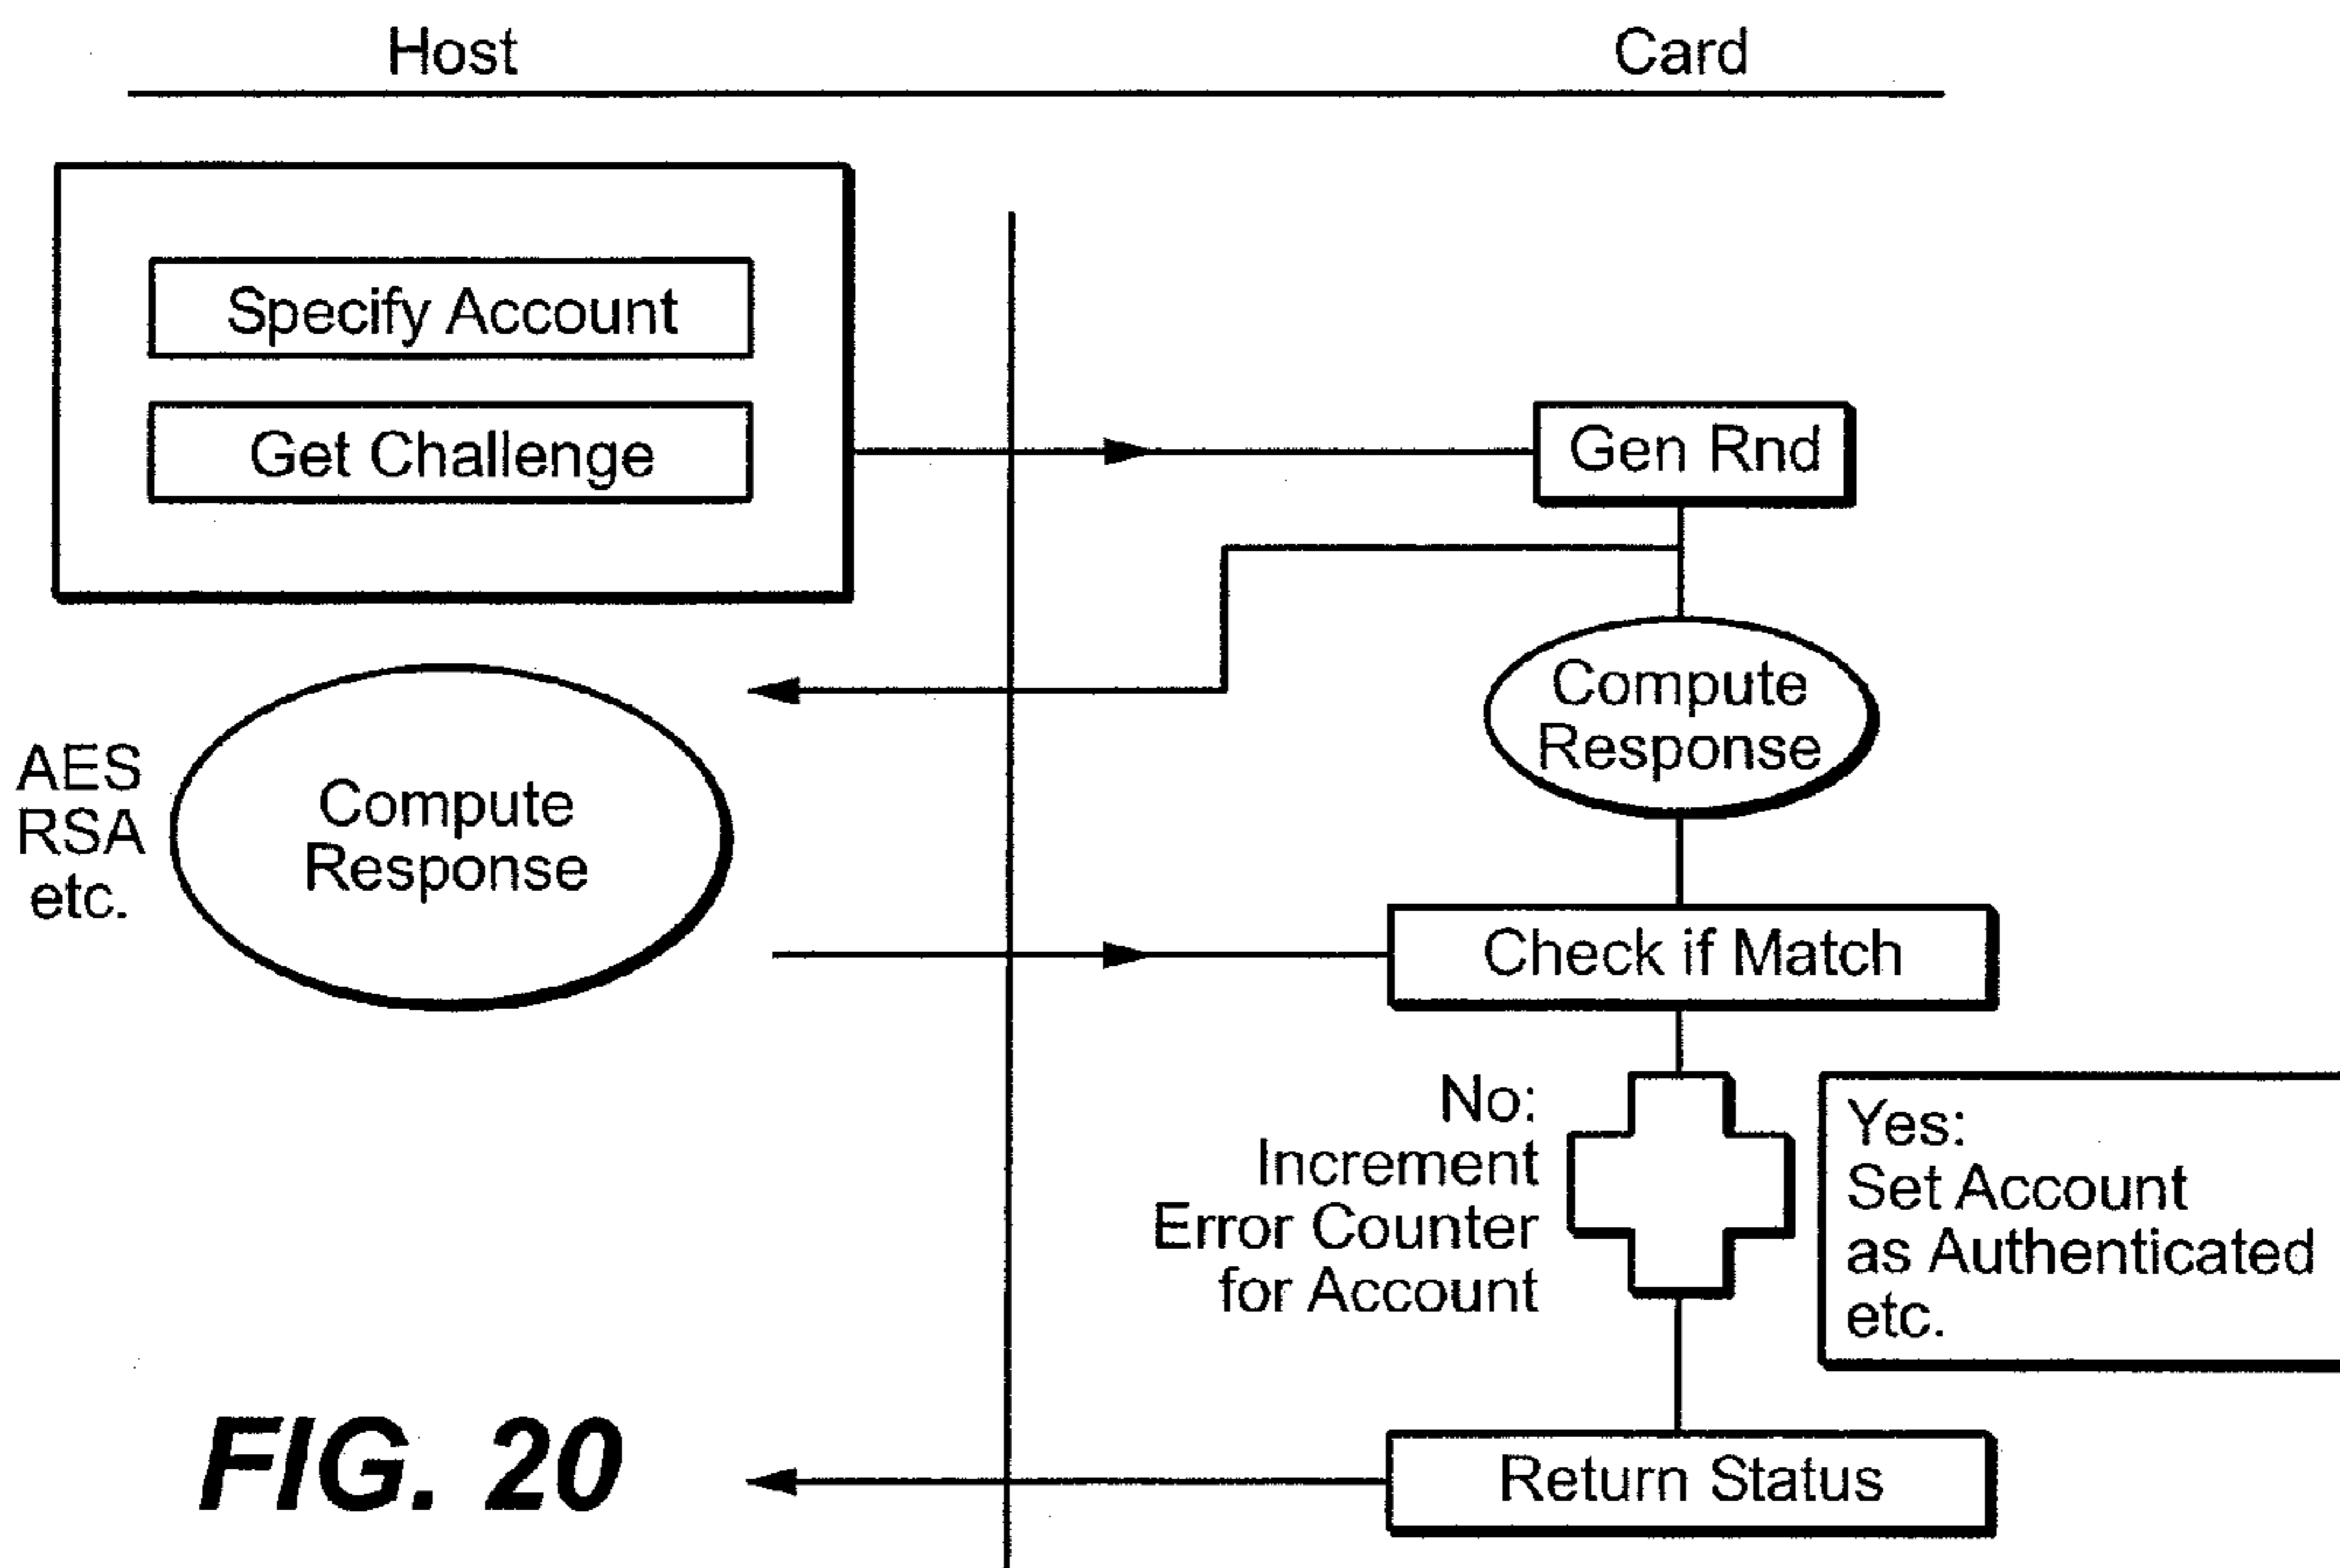 Host
Card
Specify Account
Get Challenge
Gen Rnd
Compute
Response
AES
RSA
etc.
Compute
Response
Check if Match
No:
Increment
Error Counter
for Account
Yes:
Set Account
as Authenticated
etc.
Return Status
FIG. 20